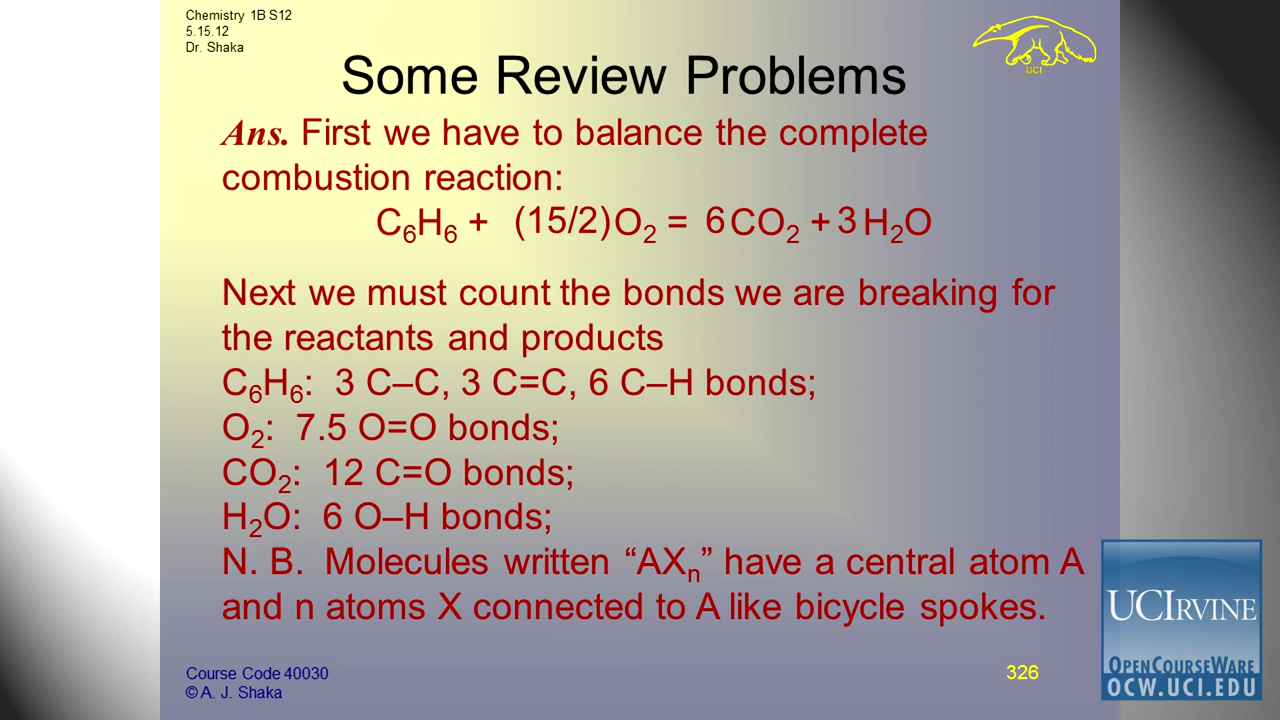 Chemistry 1B S12
5.15.12
Dr. Shaka
UCI
Some Review Problems
Ans. First we have to balance the complete
combustion reaction:
C₆H₆ + (15/2)O₂ = 6CO₂ + 3H₂O
Next we must count the bonds we are breaking for
the reactants and products
C₆H₆: 3 C–C, 3 C=C, 6 C–H bonds;
O₂: 7.5 O=O bonds;
CO₂: 12 C=O bonds;
H₂O: 6 O–H bonds;
N. B. Molecules written “AXₙ” have a central atom A
and n atoms X connected to A like bicycle spokes.
Course Code 40030
© A. J. Shaka
326
UCIRVINE
OPENCOURSEWARE
OCW.UCI.EDU